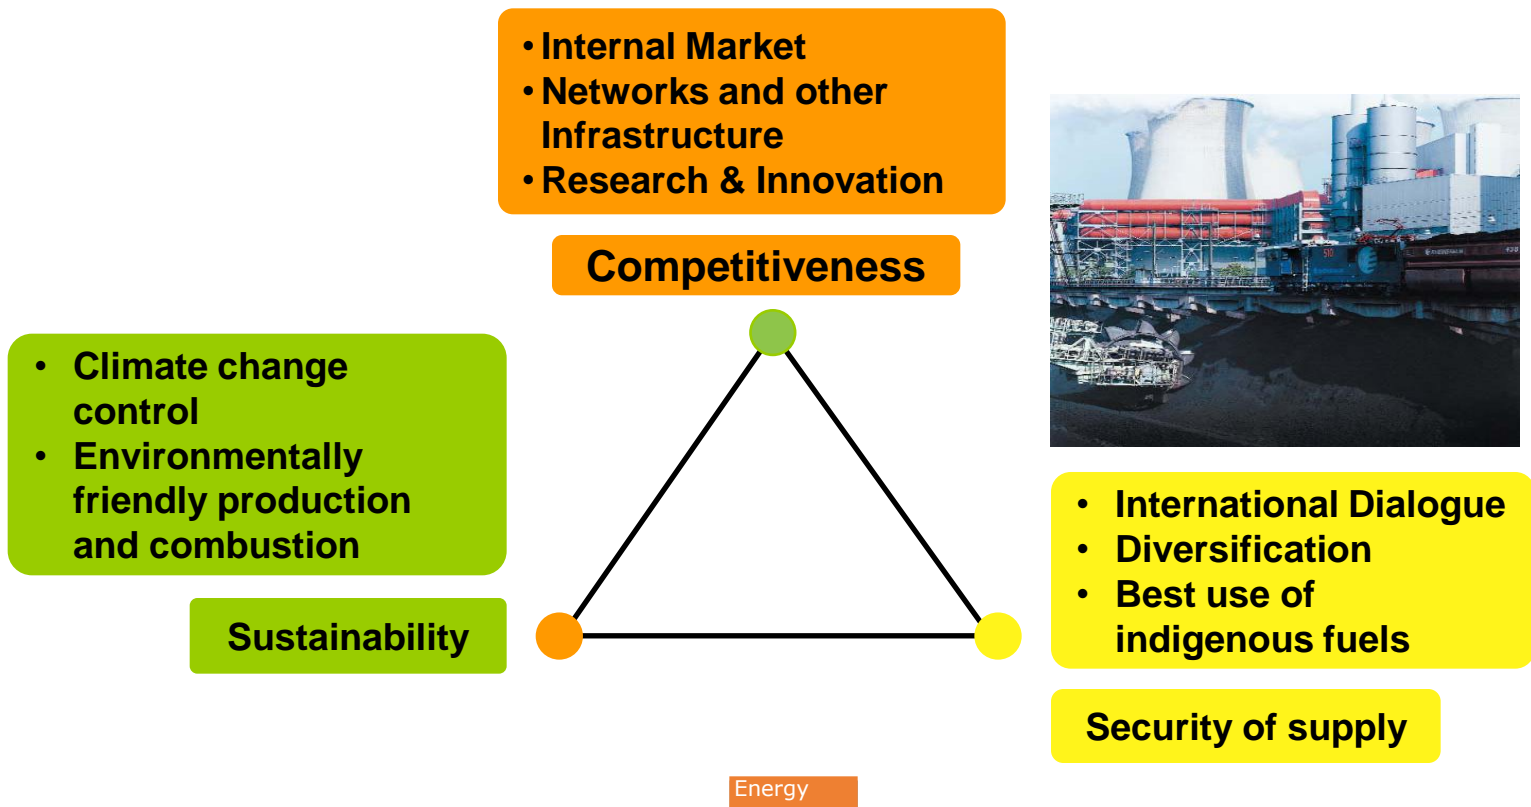 • Internal Market
• Networks and other
Infrastructure
• Research & Innovation
Competitiveness
• Climate change
control
• Environmentally
friendly production
and combustion
Sustainability
510
• International Dialogue
• Diversification
• Best use of
indigenous fuels
Security of supply
Energy